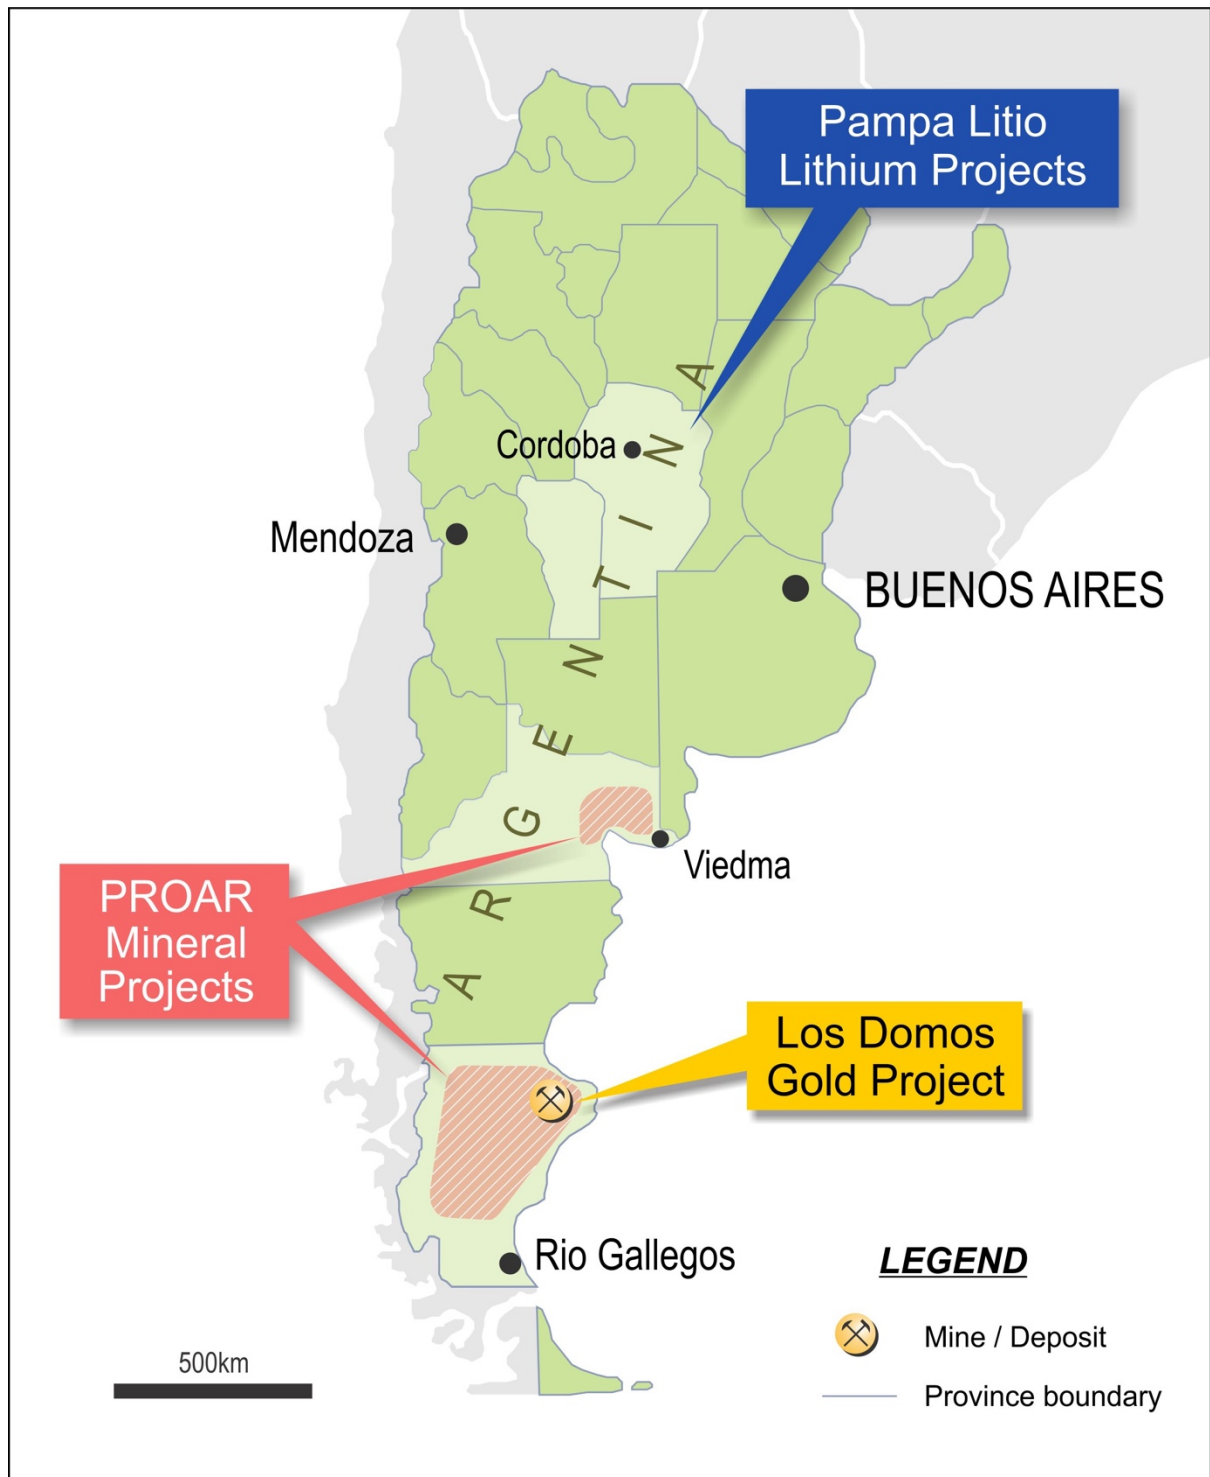 Pampa Litio
Lithium Projects
Cordoba
Mendoza
BUENOS AIRES
ARGENTINA
Viedma
PROAR
Mineral
Projects
Los Domos
Gold Project
Rio Gallegos
LEGEND
Mine / Deposit
Province boundary
500km